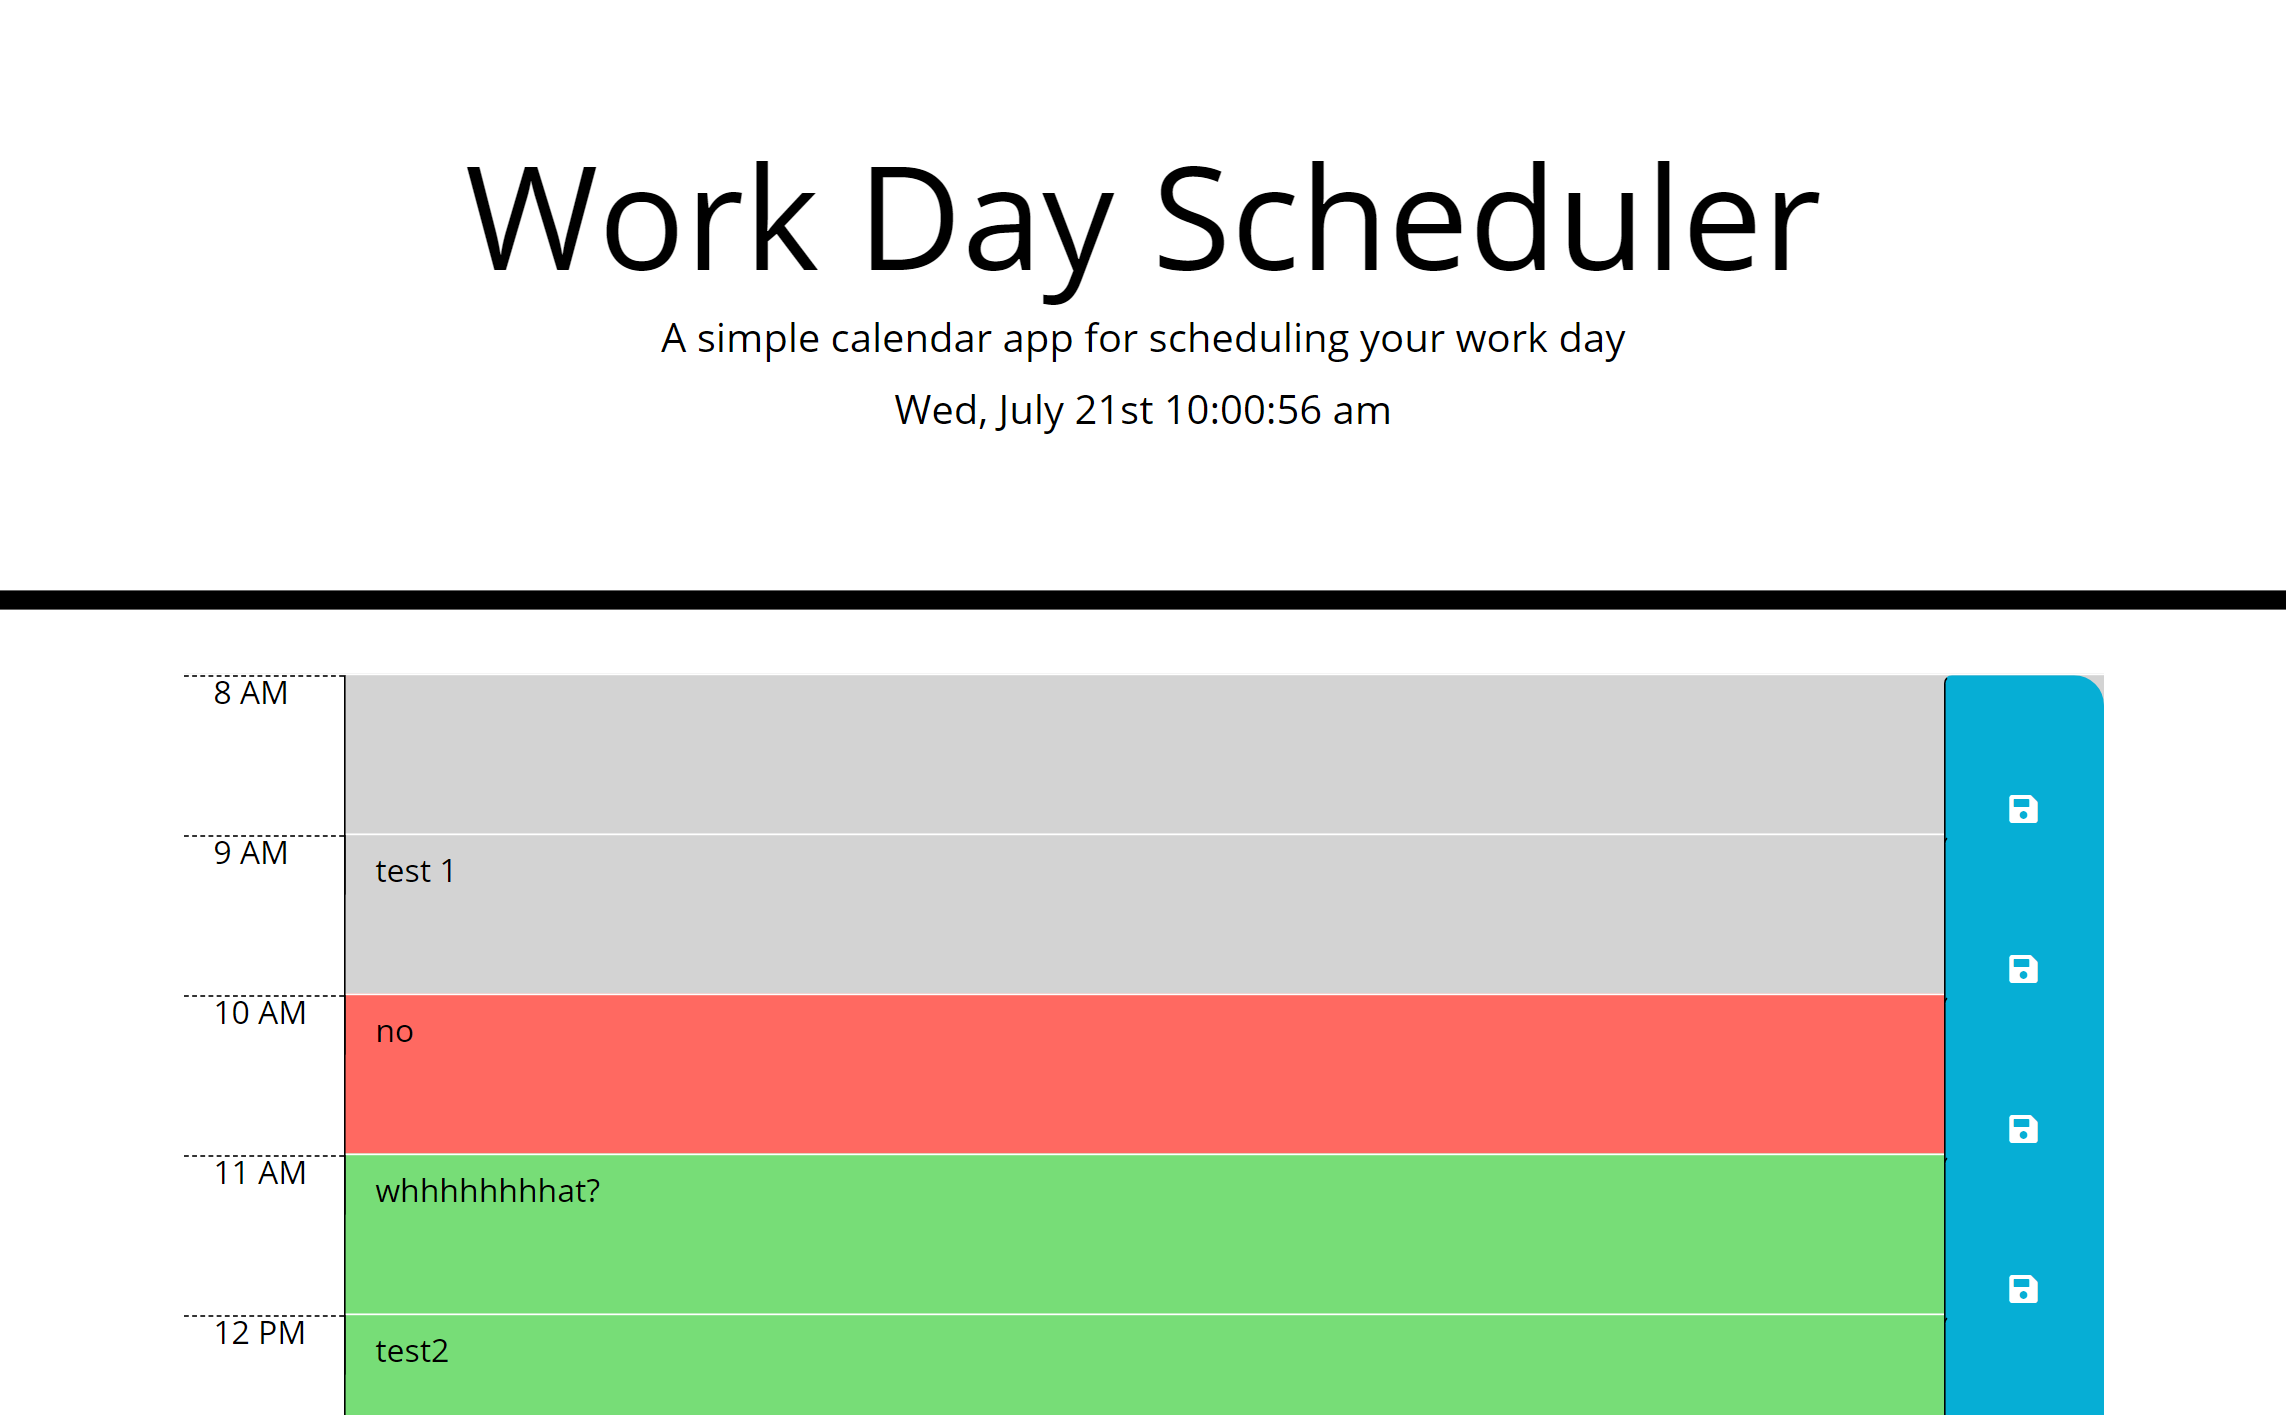 Work Day Scheduler
A simple calendar app for scheduling your work day
Wed, July 21st 10:00:56 am
8 AM
9 AM
test 1
10 AM
no
11 AM
whhhhhhhhat?
12 PM
test2